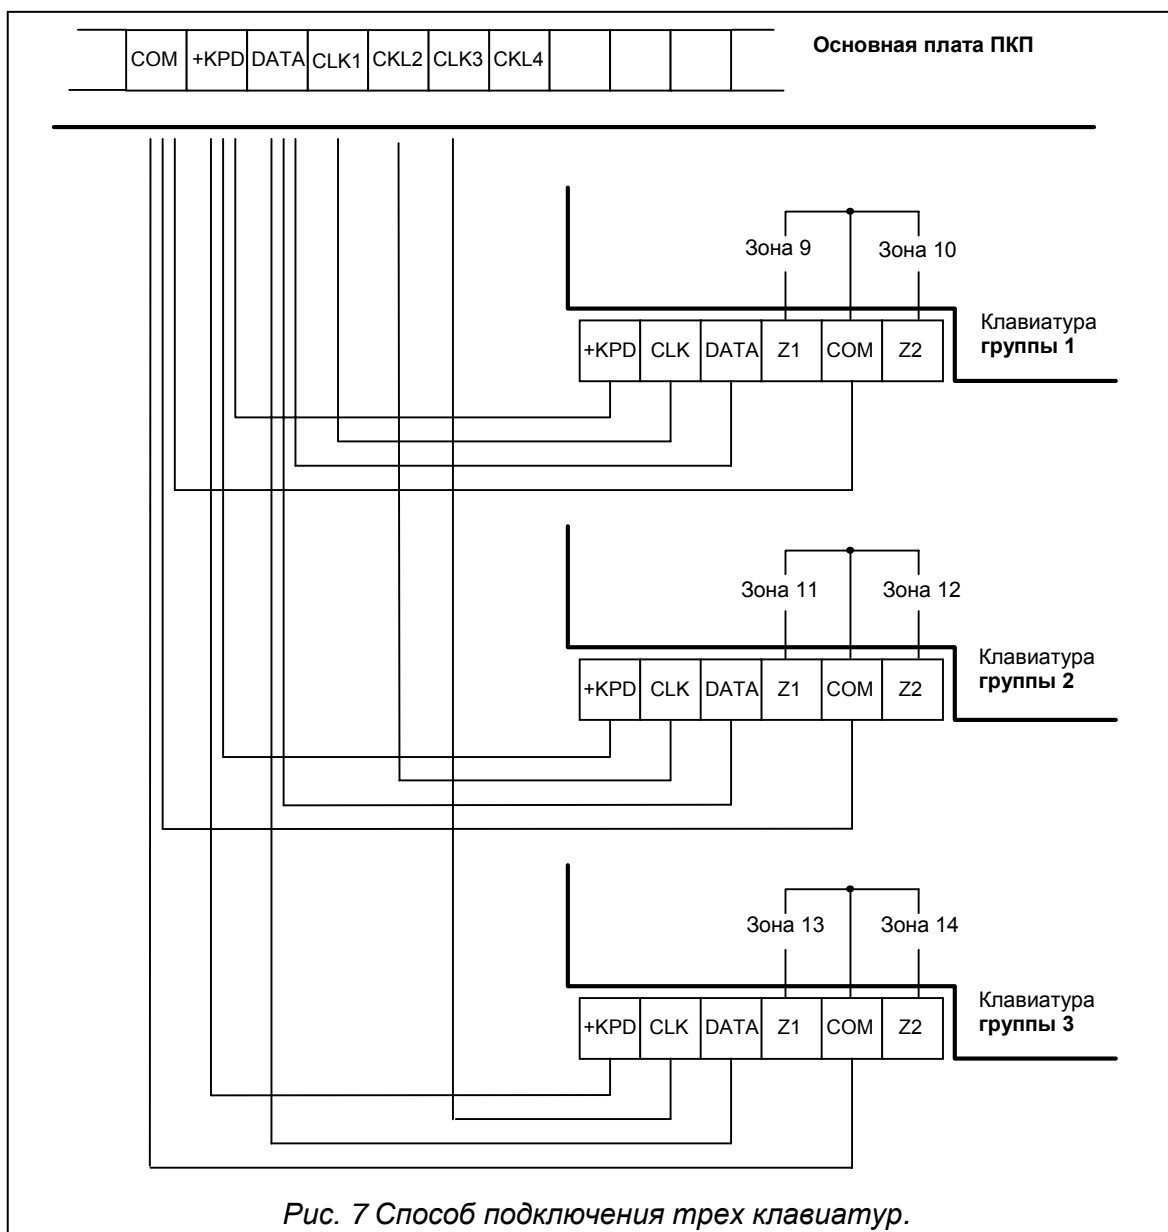 Основная плата ПКП
COM +KPD DATA CLK1 CKL2 CLK3 CKL4
Зона 9 Зона 10
+KPD CLK DATA Z1 COM Z2
Клавиатура
группы 1
Зона 11 Зона 12
+KPD CLK DATA Z1 COM Z2
Клавиатура
группы 2
Зона 13 Зона 14
+KPD CLK DATA Z1 COM Z2
Клавиатура
группы 3
Рис. 7 Способ подключения трех клавиатур.